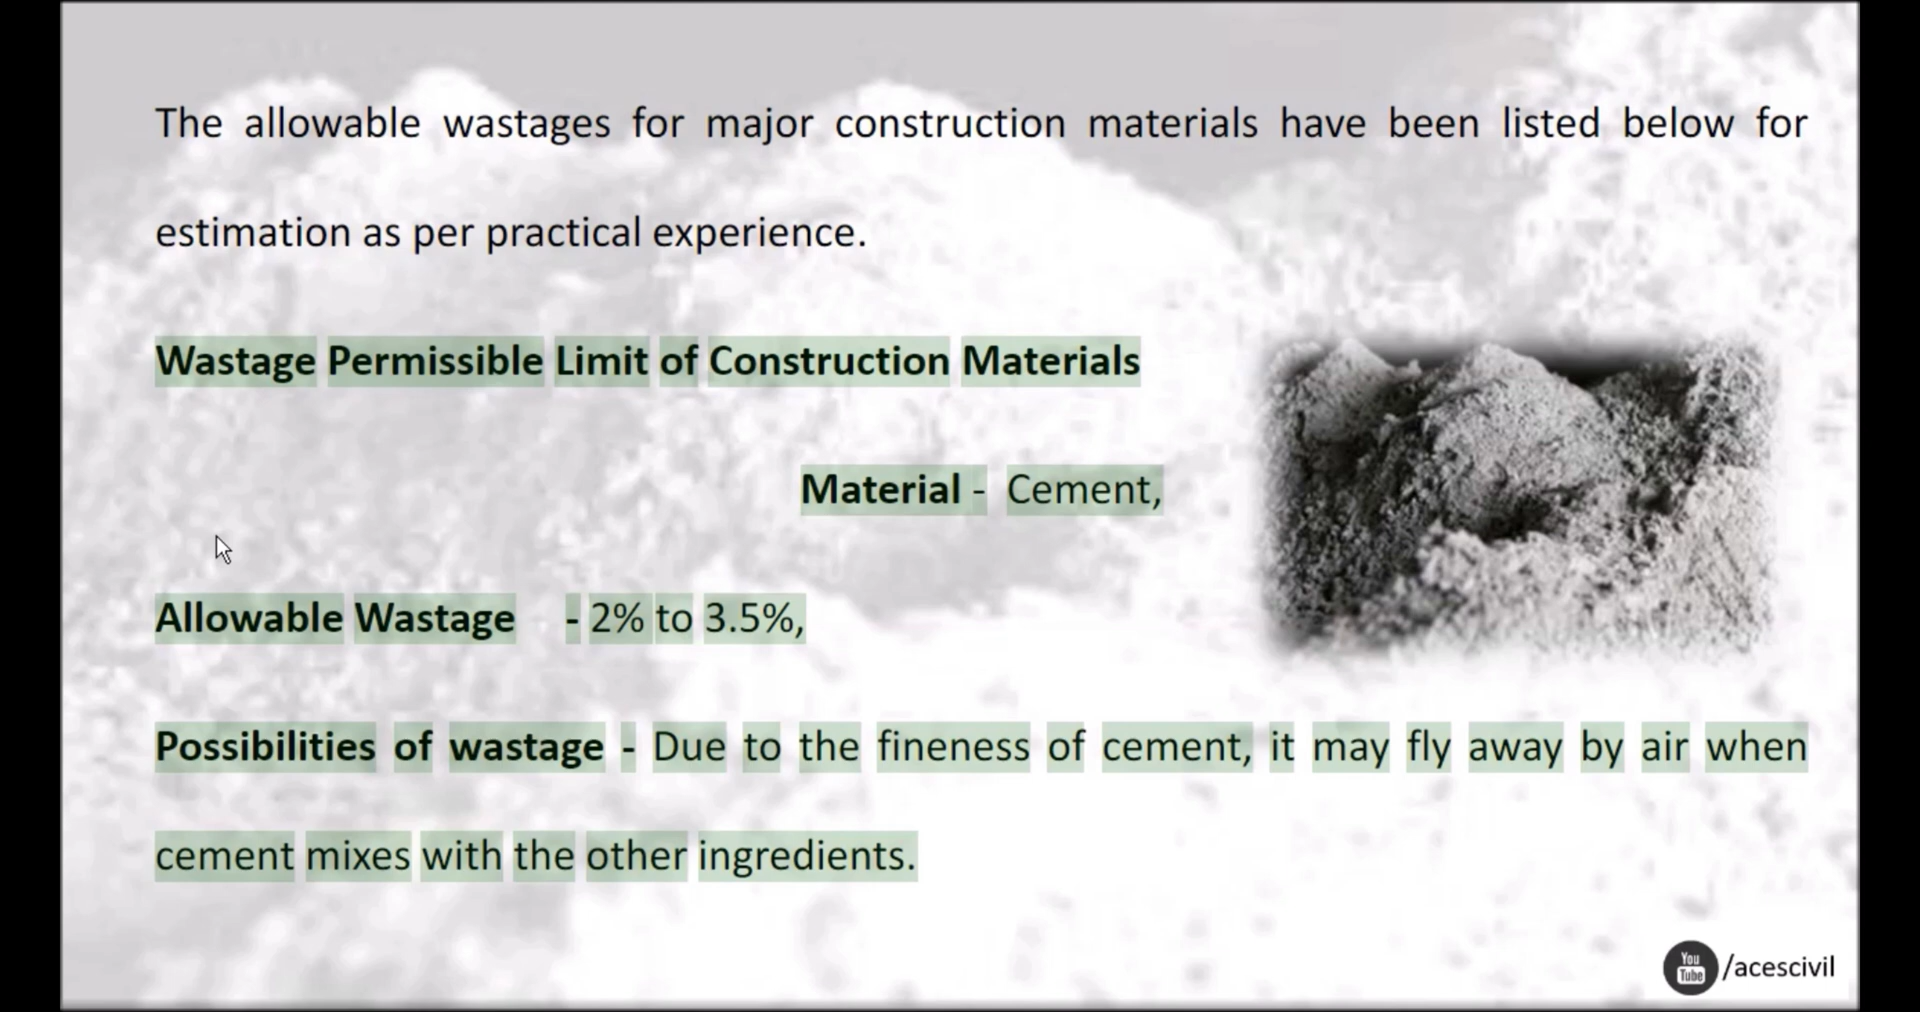 The allowable wastages for major construction materials have been listed below for
estimation as per practical experience.
Wastage Permissible Limit of Construction Materials
Material - Cement,
Allowable Wastage - 2% to 3.5%,
Possibilities of wastage - Due to the fineness of cement, it may fly away by air when
cement mixes with the other ingredients.
You
Tube
/acescivil